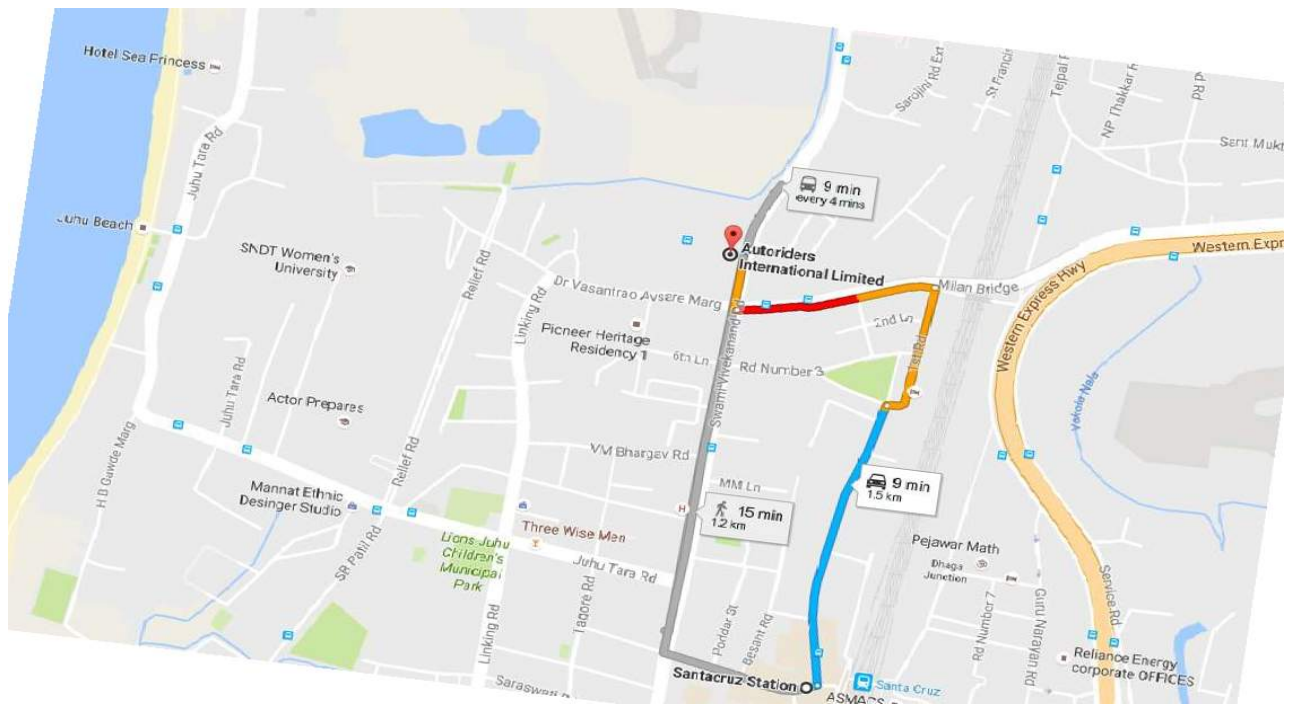 Hotel Sea Princess
Juhu Tora Rd
Sarojini Rd Ext
St Francis
Tejpal
NP Thakkar
Rd
Sent Mukt
9 min
every 4 mins
Juhu Beach
SNDT Women's
University
Relief Rd
Autoriders
International Limited
Western Express Hwy
Western Expr
Dr Vasantrao Avsare Marg
Milan Bridge
Linking Rd
Pioneer Heritage
Residency 1
2nd Ln
6th Ln
Rd Number 3
1st Rd
Swami Vivekanand Rd
Vakola Nala
Juhu Tara Rd
Actor Prepares
H B Gawde Marg
Relief Rd
VM Bhargav Rd
MM Ln
9 min
1.5 km
Mannat Ethnic
Desinger Studio
15 min
1.2 km
Three Wise Men
SR Patil Rd
Lions Juhu
Children's
Municipal
Park
Juhu Tara Rd
Pejawar Math
Dhaga
Junction
Linking Rd
Tagore Rd
Poddar St
Besant Rd
Rd Number 7
Guru Narayan Rd
Service Rd
Reliance Energy
corporate OFFICES
Santacruz Station
Santa Cruz
Saraswati